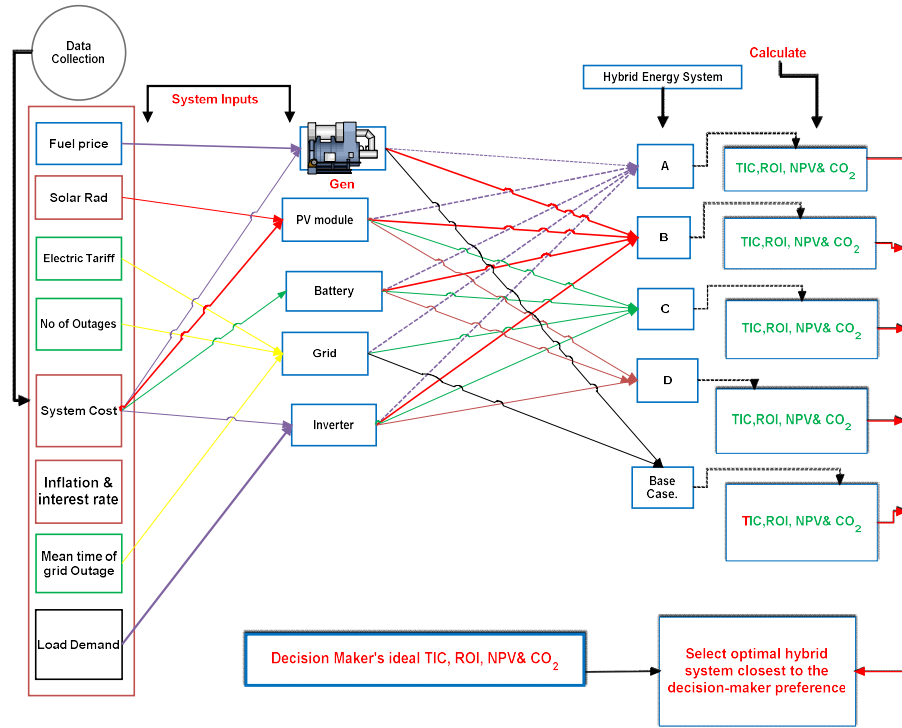 Data
Collection
System Inputs
Hybrid Energy System
Calculate
Fuel price
Solar Rad
Electric Tariff
No of Outages
System Cost
Inflation &
interest rate
Mean time of
grid Outage
Load Demand
Gen
PV module
Battery
Grid
Inverter
A
B
C
D
Base
Case.
TIC,ROI, NPV& CO2
TIC,ROI, NPV& CO2
TIC,ROI, NPV& CO2
TIC,ROI, NPV& CO2
TIC,ROI, NPV& CO2
Decision Maker's ideal TIC, ROI, NPV& CO2
Select optimal hybrid
system closest to the
decision-maker preference